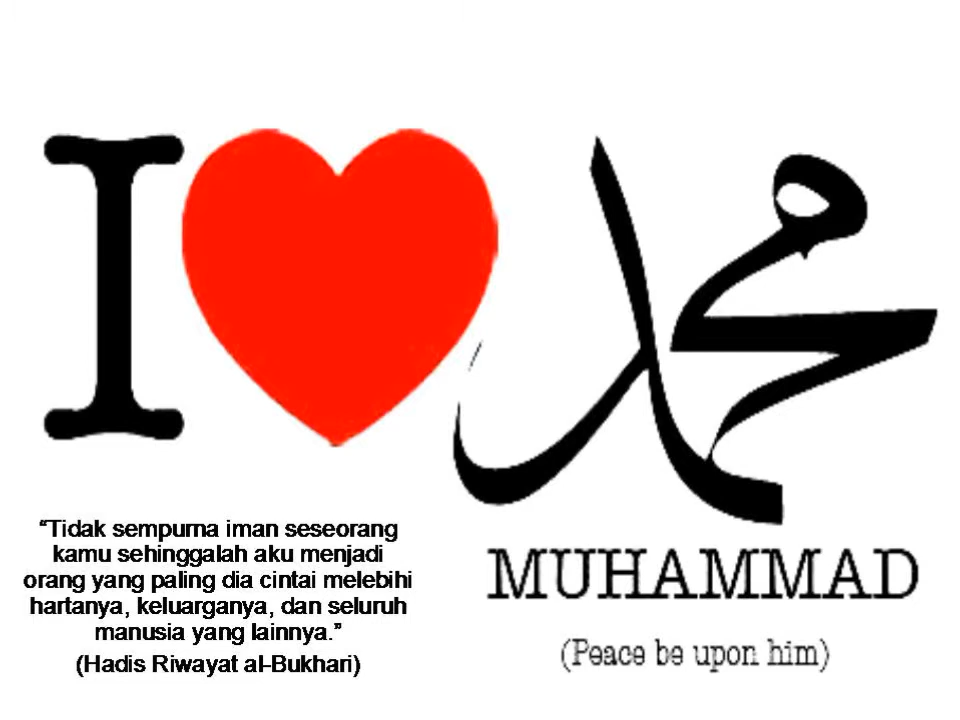 I
محمد
MUHAMMAD
(Peace be upon him)
“Tidak sempurna iman seseorang
kamu sehinggalah aku menjadi
orang yang paling dia cintai melebihi
hartanya, keluarganya, dan seluruh
manusia yang lainnya.”
(Hadis Riwayat al-Bukhari)